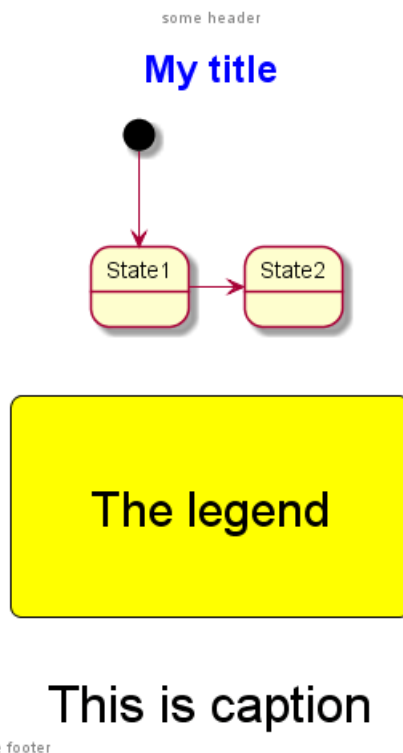 some header
My title
State1
State2
The legend
This is caption
footer